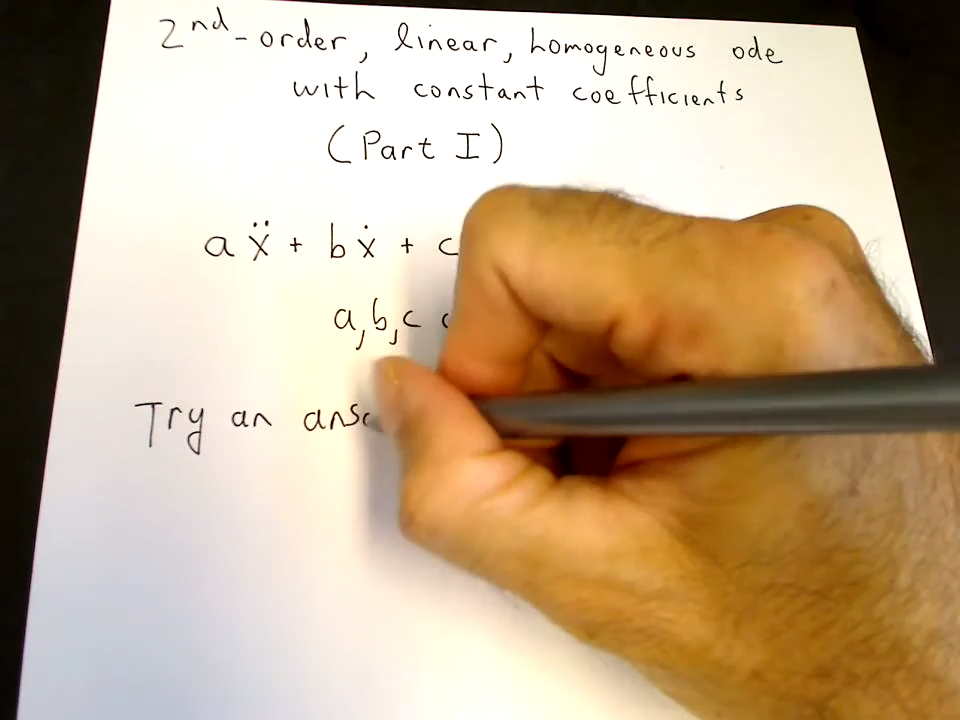 2nd-order, linear, homogeneous ode
with constant coefficients
(Part I)
aẍ + bẋ + c
a,b,c
Try an ans